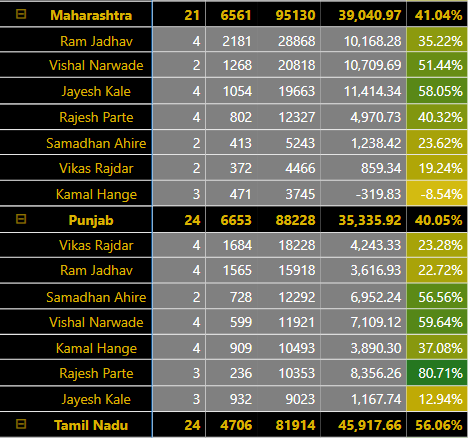 Maharashtra 21 6561 95130 39,040.97 41.04%
Ram Jadhav 4 2181 28868 10,168.28 35.22%
Vishal Narwade 2 1268 20818 10,709.69 51.44%
Jayesh Kale 4 1054 19663 11,414.34 58.05%
Rajesh Parte 4 802 12327 4,970.73 40.32%
Samadhan Ahire 2 413 5243 1,238.42 23.62%
Vikas Rajdar 2 372 4466 859.34 19.24%
Kamal Hange 3 471 3745 -319.83 -8.54%
Punjab 24 6653 88228 35,335.92 40.05%
Vikas Rajdar 4 1684 18228 4,243.33 23.28%
Ram Jadhav 4 1565 15918 3,616.93 22.72%
Samadhan Ahire 2 728 12292 6,952.24 56.56%
Vishal Narwade 4 599 11921 7,109.12 59.64%
Kamal Hange 4 909 10493 3,890.30 37.08%
Rajesh Parte 3 236 10353 8,356.26 80.71%
Jayesh Kale 3 932 9023 1,167.74 12.94%
Tamil Nadu 24 4706 81914 45,917.66 56.06%